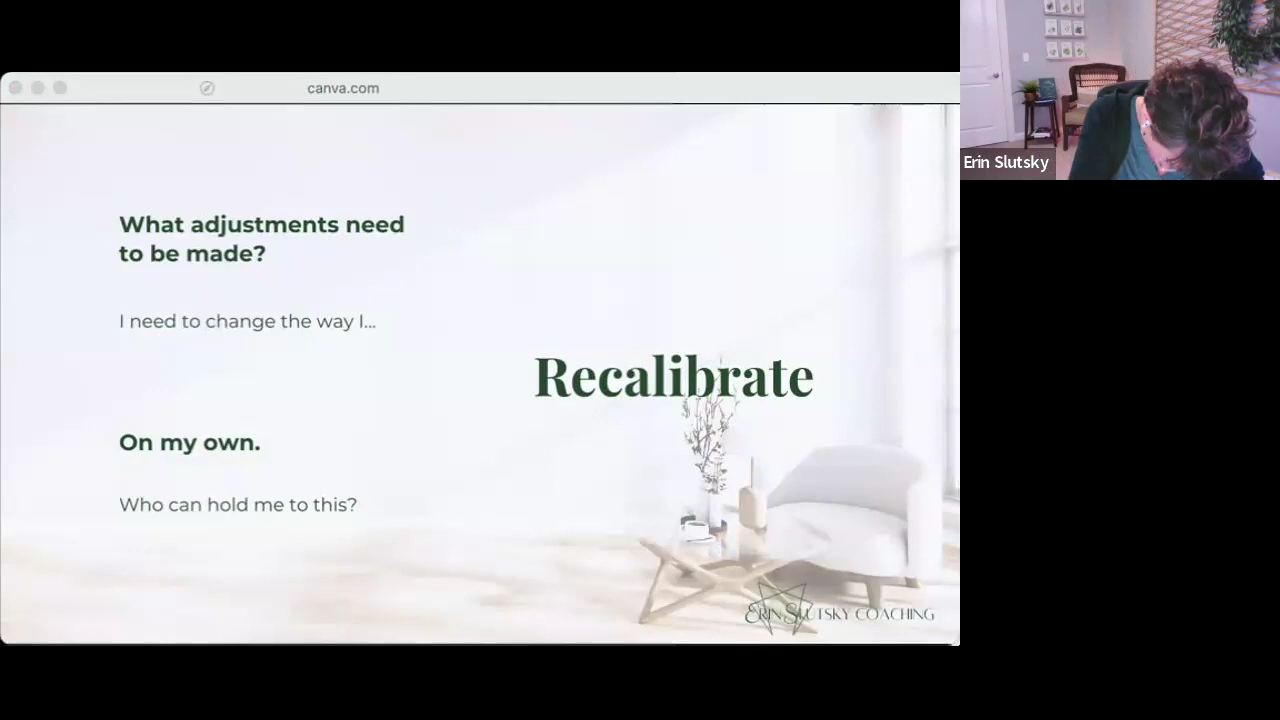 canva.com
What adjustments need
to be made?
I need to change the way I...
Recalibrate
On my own.
Who can hold me to this?
ERIN SLUTSKY COACHING
Erin Slutsky